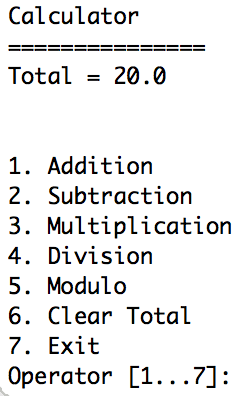 Calculator
===============
Total = 20.0
1. Addition
2. Subtraction
3. Multiplication
4. Division
5. Modulo
6. Clear Total
7. Exit
Operator [1...7]: